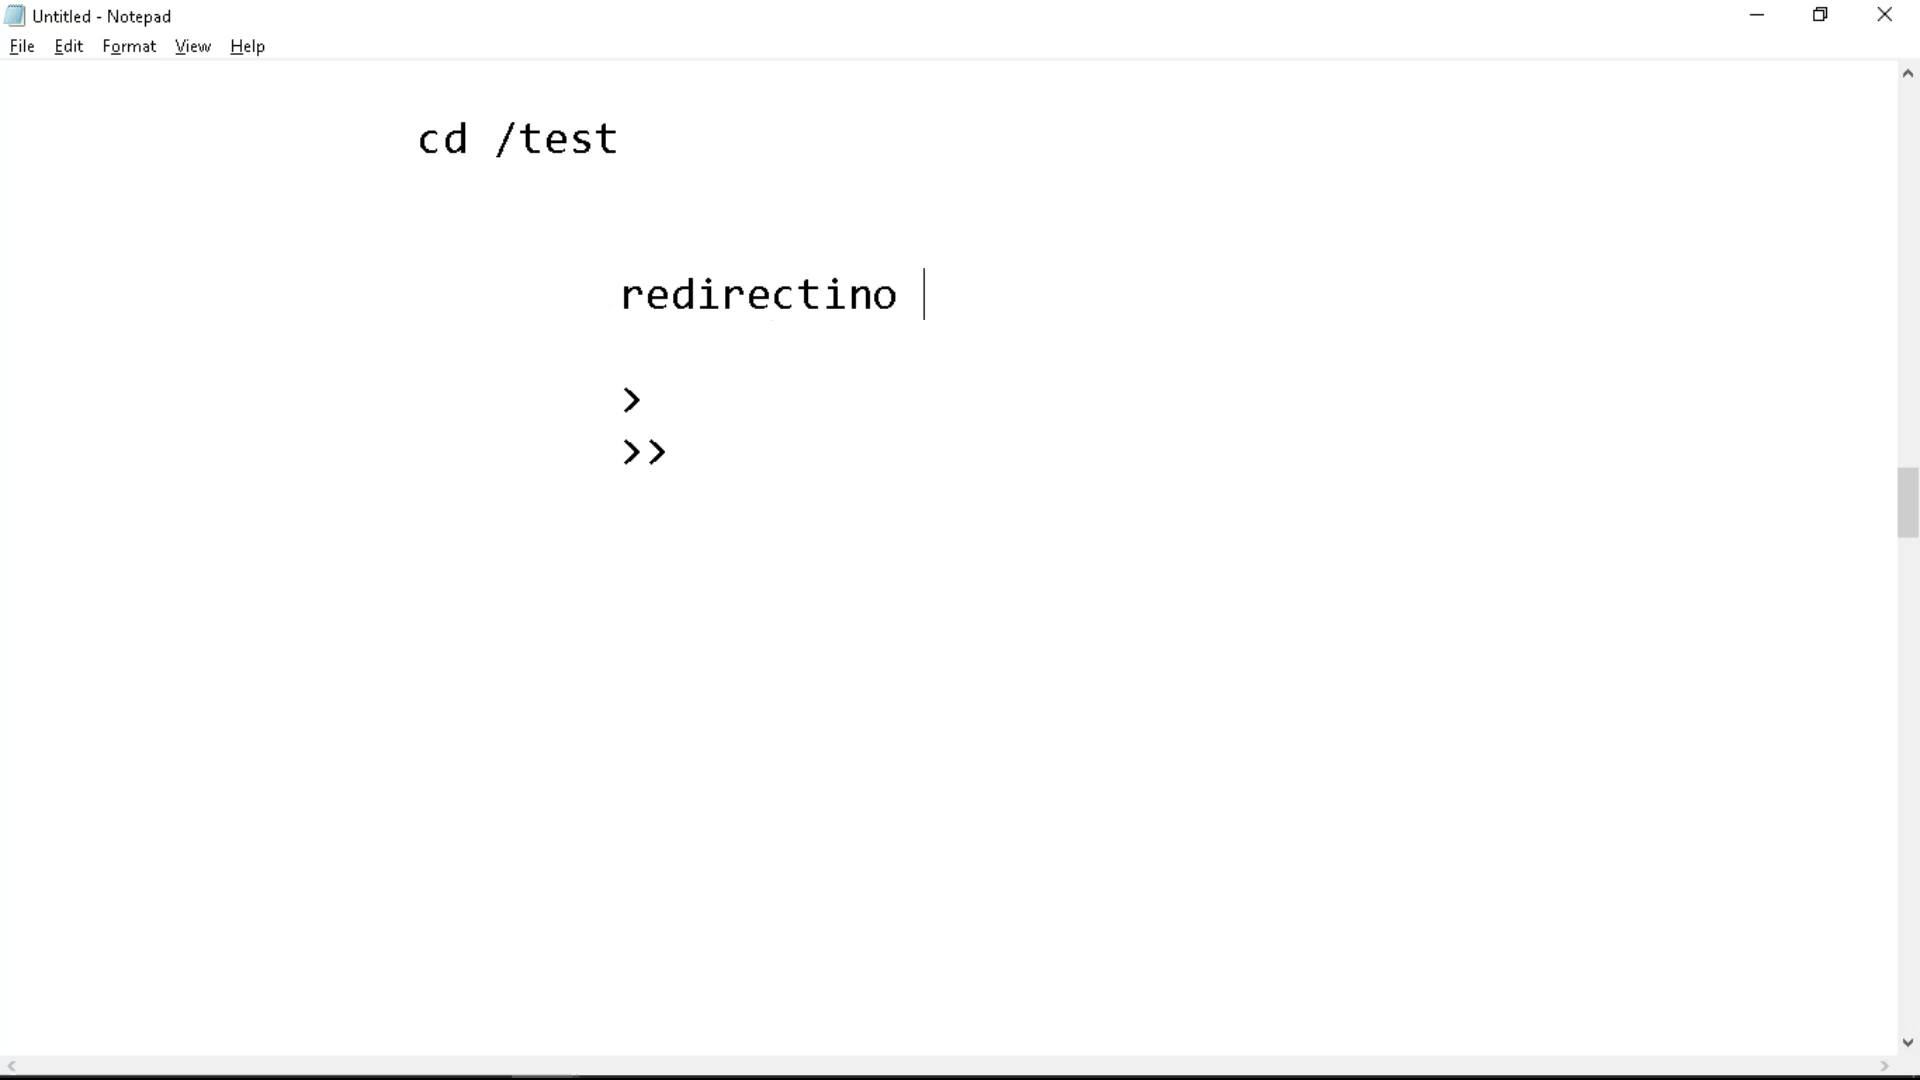 Untitled - Notepad
File Edit Format View Help
cd /test
redirectino
>
>>